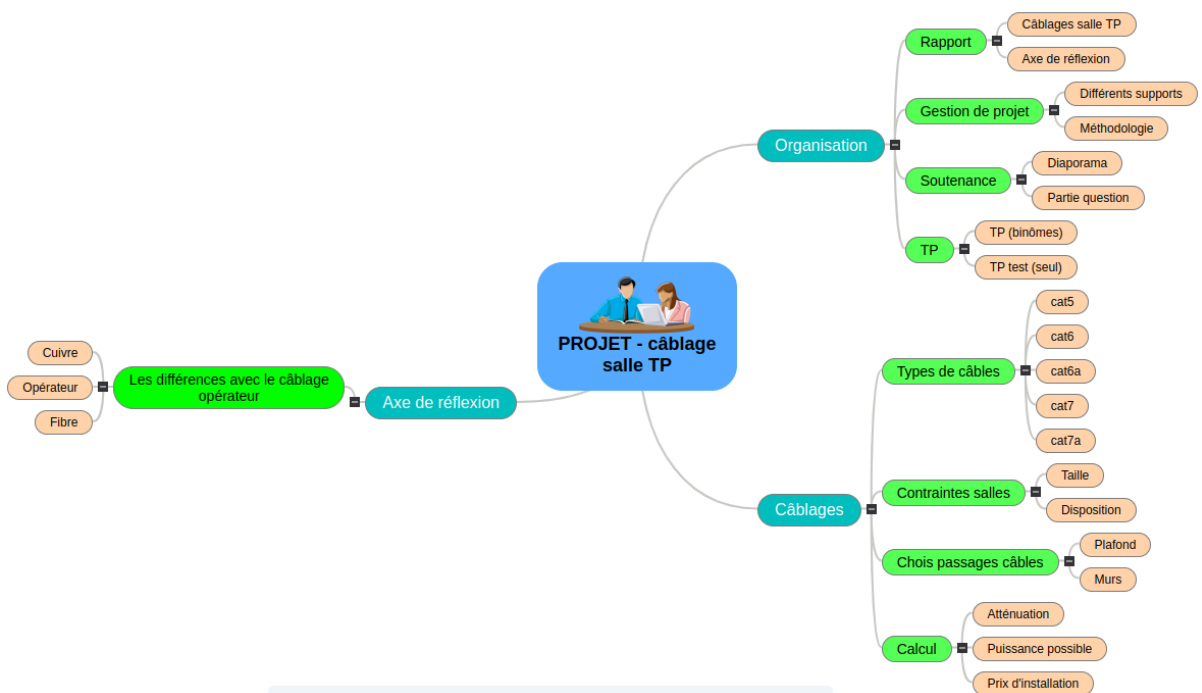 PROJET - câblage
salle TP
Organisation
Rapport
Câblages salle TP
Axe de réflexion
Gestion de projet
Différents supports
Méthodologie
Soutenance
Diaporama
Partie question
TP
TP (binômes)
TP test (seul)
Câblages
Types de câbles
cat5
cat6
cat6a
cat7
cat7a
Contraintes salles
Taille
Disposition
Chois passages câbles
Plafond
Murs
Calcul
Atténuation
Puissance possible
Prix d'installation
Axe de réflexion
Les différences avec le câblage
opérateur
Cuivre
Opérateur
Fibre